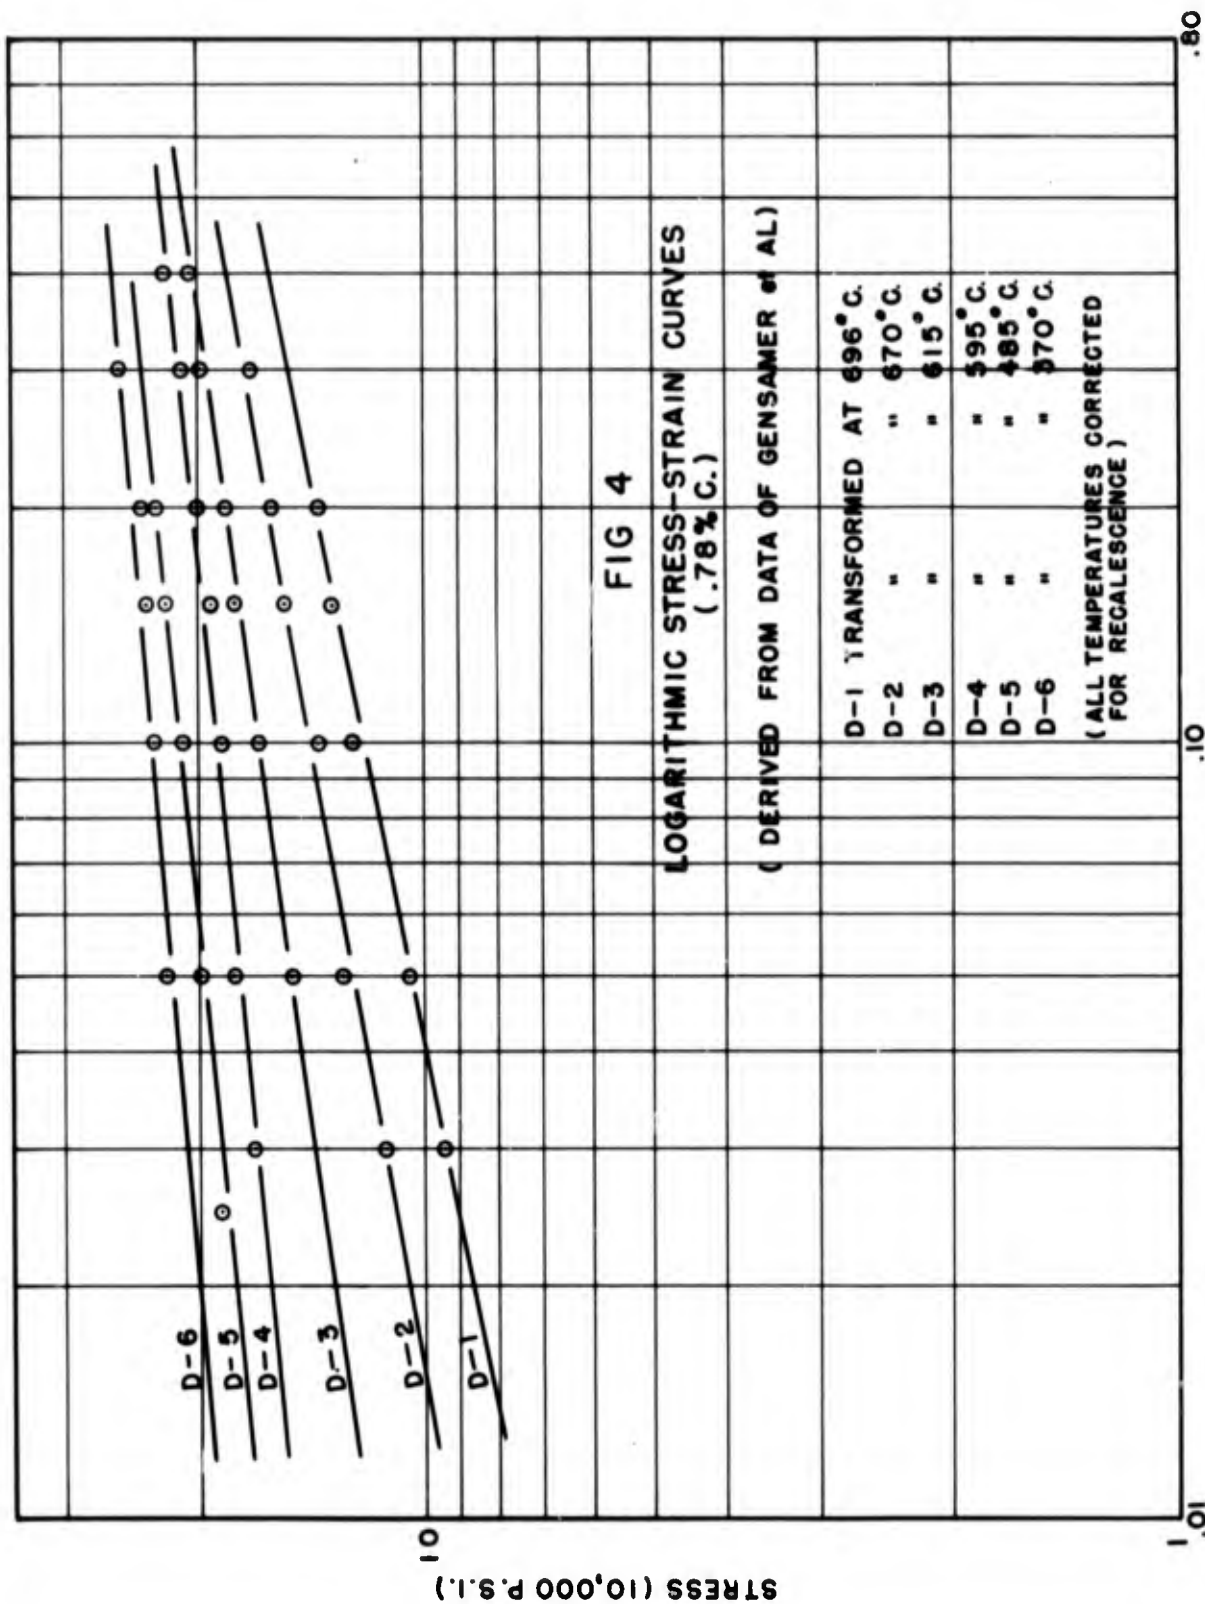 STRESS (10,000 P.S.I.)
10
1
.01
.10
.80
D-6
D-5
D-4
D-3
D-2
D-1
FIG 4
LOGARITHMIC STRESS-STRAIN CURVES
(.78% C.)
(DERIVED FROM DATA OF GENSAMER et AL)
D-1 TRANSFORMED AT 696° C.
D-2 " " 670° C.
D-3 " " 615° C.
D-4 " " 595° C.
D-5 " " 485° C.
D-6 " " 370° C.
(ALL TEMPERATURES CORRECTED
FOR RECALESCENCE)